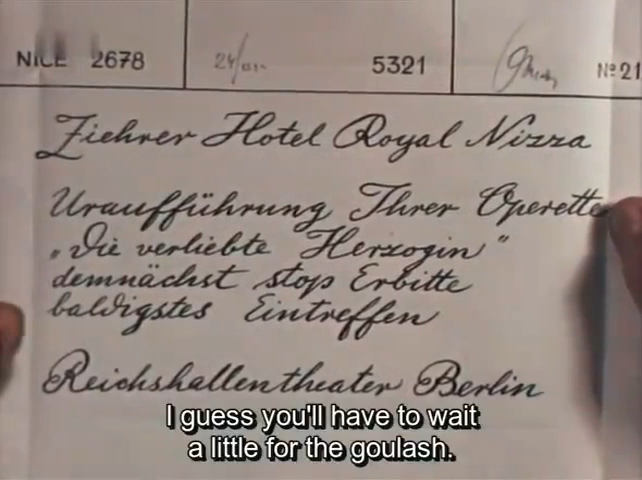 NICE 2678
5321
Nº 21
Ziehrer Hotel Royal Nizza
Uraufführung Ihrer Operette
„Die verliebte Herzogin“
demnächst stop Erbitte
baldigstes Eintreffen
Reichshallentheater Berlin
I guess you'll have to wait
a little for the goulash.